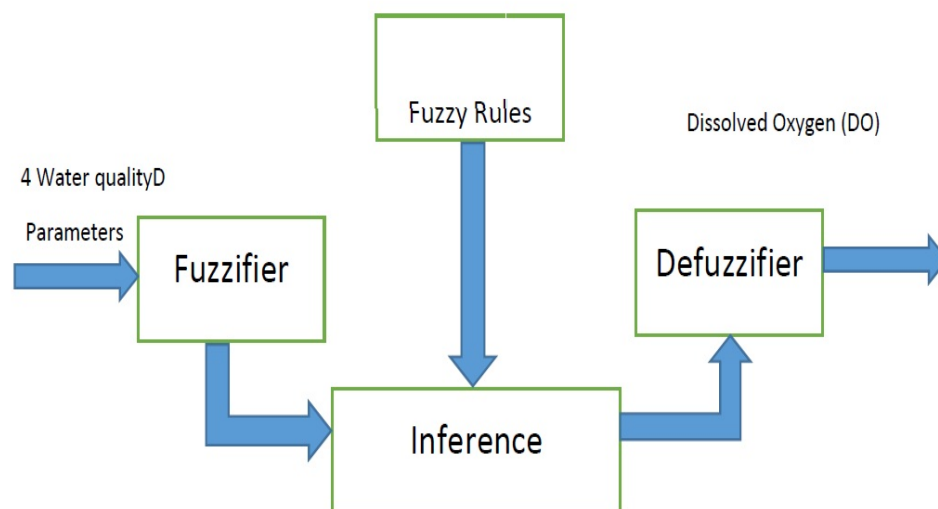 Fuzzy Rules
Dissolved Oxygen (DO)
4 Water qualityD
Parameters
Fuzzifier
Defuzzifier
Inference